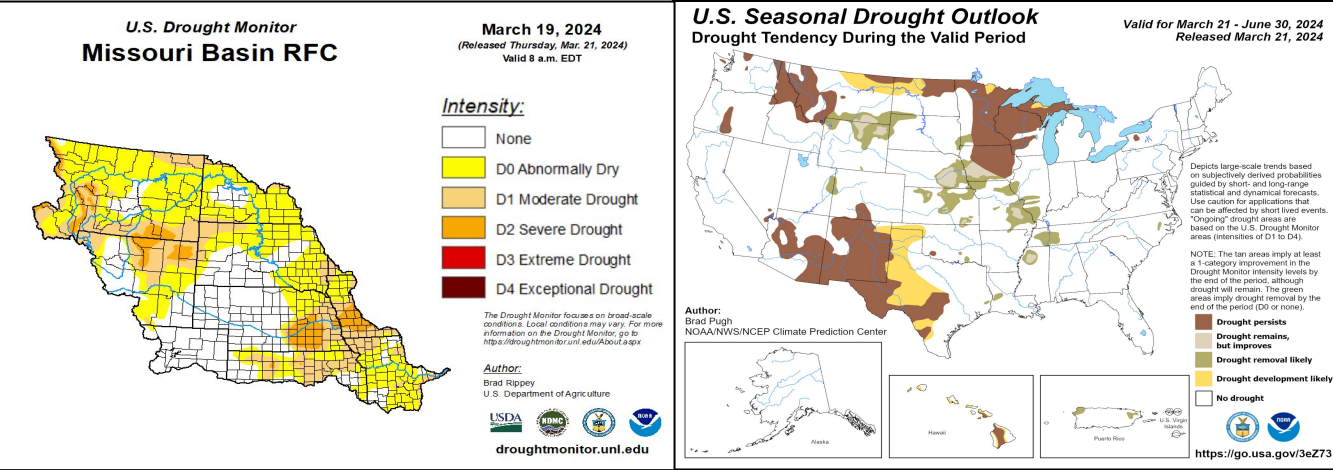 U.S. Drought Monitor
Missouri Basin RFC
March 19, 2024
(Released Thursday, Mar. 21, 2024)
Valid 8 a.m. EDT
Intensity:
None
D0 Abnormally Dry
D1 Moderate Drought
D2 Severe Drought
D3 Extreme Drought
D4 Exceptional Drought
The Drought Monitor focuses on broad-scale
conditions. Local conditions may vary. For more
information on the Drought Monitor, go to
https://droughtmonitor.unl.edu/About.aspx
Author:
Brad Rippey
U.S. Department of Agriculture
USDA
NDMC
NOAA
droughtmonitor.unl.edu
U.S. Seasonal Drought Outlook
Drought Tendency During the Valid Period
Valid for March 21 - June 30, 2024
Released March 21, 2024
Depicts large-scale trends based
on subjectively derived probabilities
guided by short- and long-range
statistical and dynamical forecasts.
Use caution for applications that
can be affected by short lived events.
"Ongoing" drought areas are
based on the U.S. Drought Monitor
areas (intensities of D1 to D4).
NOTE: The tan areas imply at least
a 1-category improvement in the
Drought Monitor intensity levels by
the end of the period, although
drought will remain. The green
areas imply drought removal by the
end of the period (D0 or none).
Author:
Brad Pugh
NOAA/NWS/NCEP Climate Prediction Center
Drought persists
Drought remains,
but improves
Drought removal likely
Drought development likely
No drought
Alaska
Hawaii
Puerto Rico
U.S. Virgin
Islands
NOAA
https://go.usa.gov/3eZ73